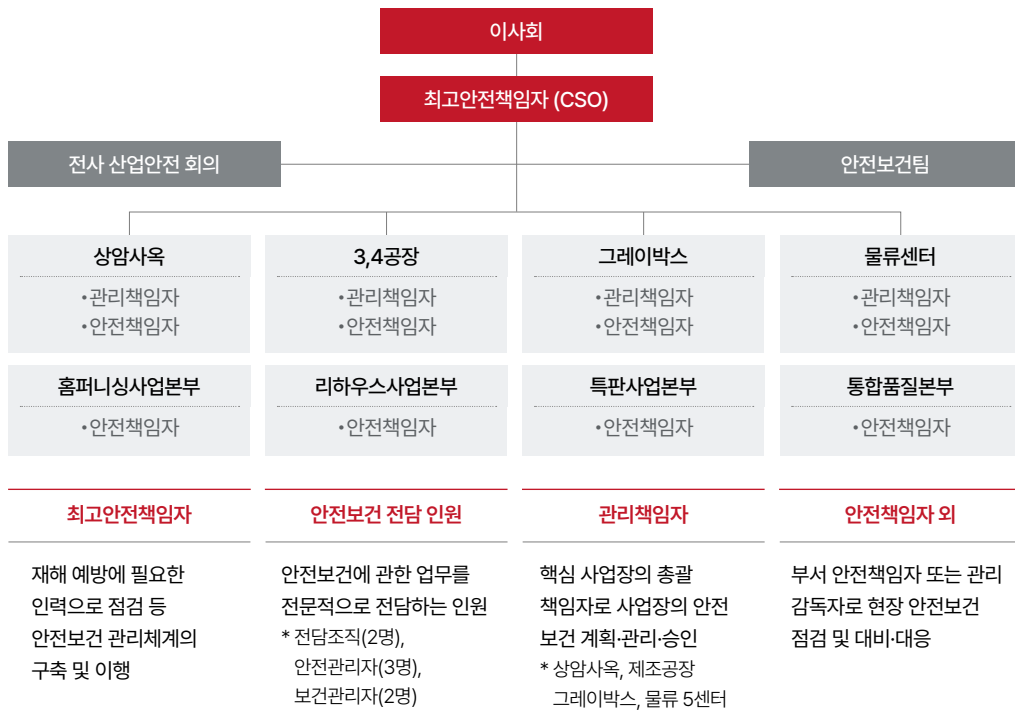 이사회
최고안전책임자 (CSO)
전사 산업안전 회의
안전보건팀
상암사옥
•관리책임자
•안전책임자
3,4공장
•관리책임자
•안전책임자
그레이박스
•관리책임자
•안전책임자
물류센터
•관리책임자
•안전책임자
홈퍼니싱사업본부
•안전책임자
리하우스사업본부
•안전책임자
특판사업본부
•안전책임자
통합품질본부
•안전책임자
최고안전책임자
재해 예방에 필요한
인력으로 점검 등
안전보건 관리체계의
구축 및 이행
안전보건 전담 인원
안전보건에 관한 업무를
전문적으로 전담하는 인원
* 전담조직(2명),
안전관리자(3명),
보건관리자(2명)
관리책임자
핵심 사업장의 총괄
책임자로 사업장의 안전
보건 계획·관리·승인
* 상암사옥, 제조공장
그레이박스, 물류 5센터
안전책임자 외
부서 안전책임자 또는 관리
감독자로 현장 안전보건
점검 및 대비·대응